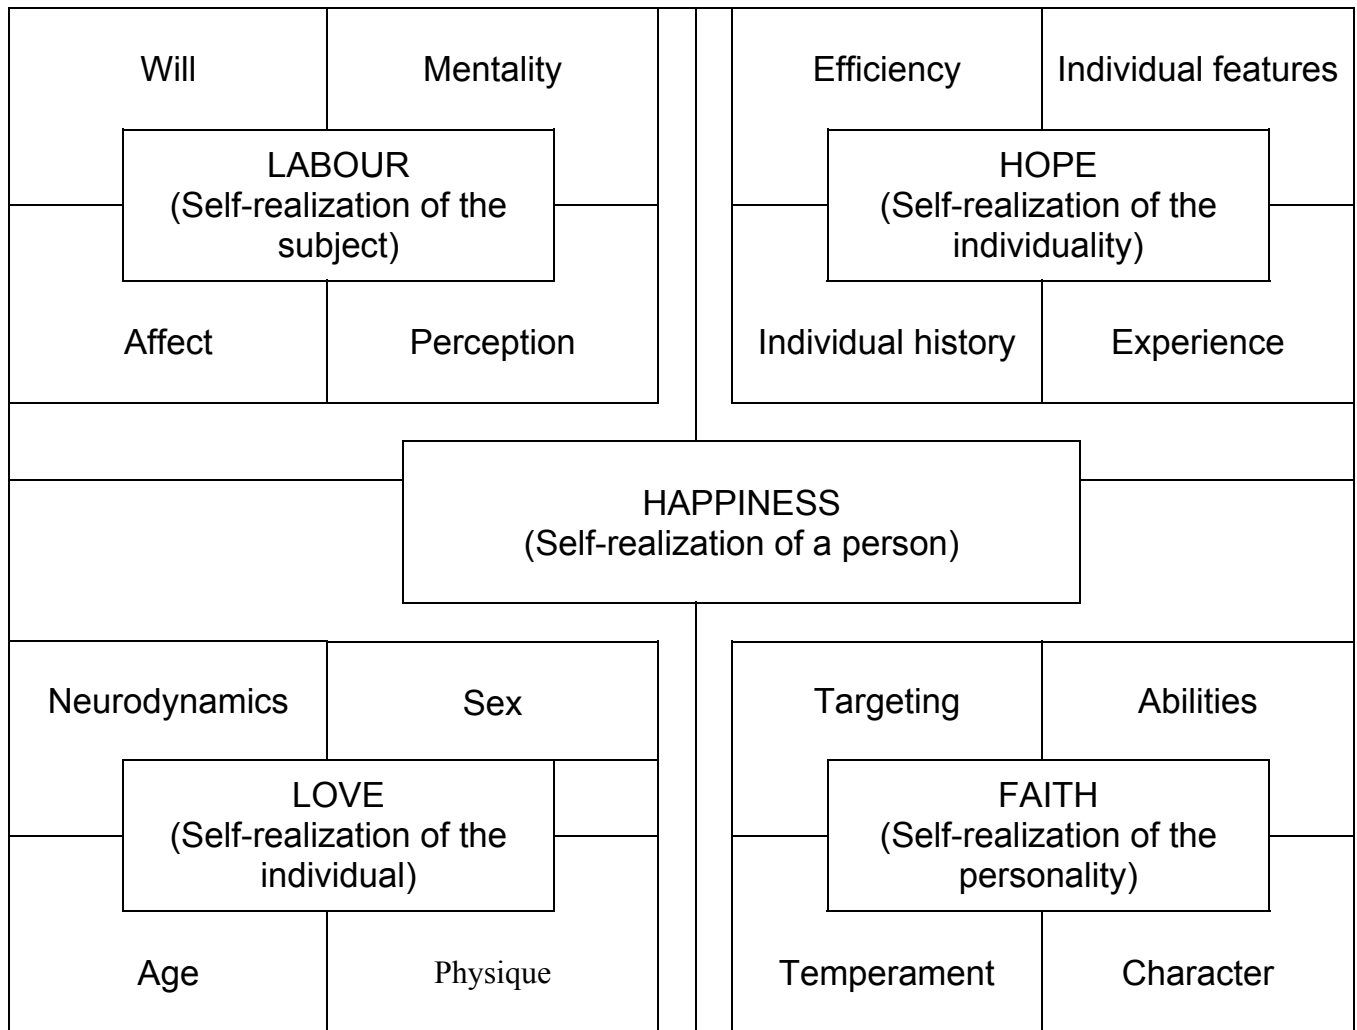 Will
Mentality
LABOUR
(Self-realization of the
subject)
Affect
Perception
Efficiency
Individual features
HOPE
(Self-realization of the
individuality)
Individual history
Experience
HAPPINESS
(Self-realization of a person)
Neurodynamics
Sex
LOVE
(Self-realization of the
individual)
Age
Physique
Targeting
Abilities
FAITH
(Self-realization of the
personality)
Temperament
Character